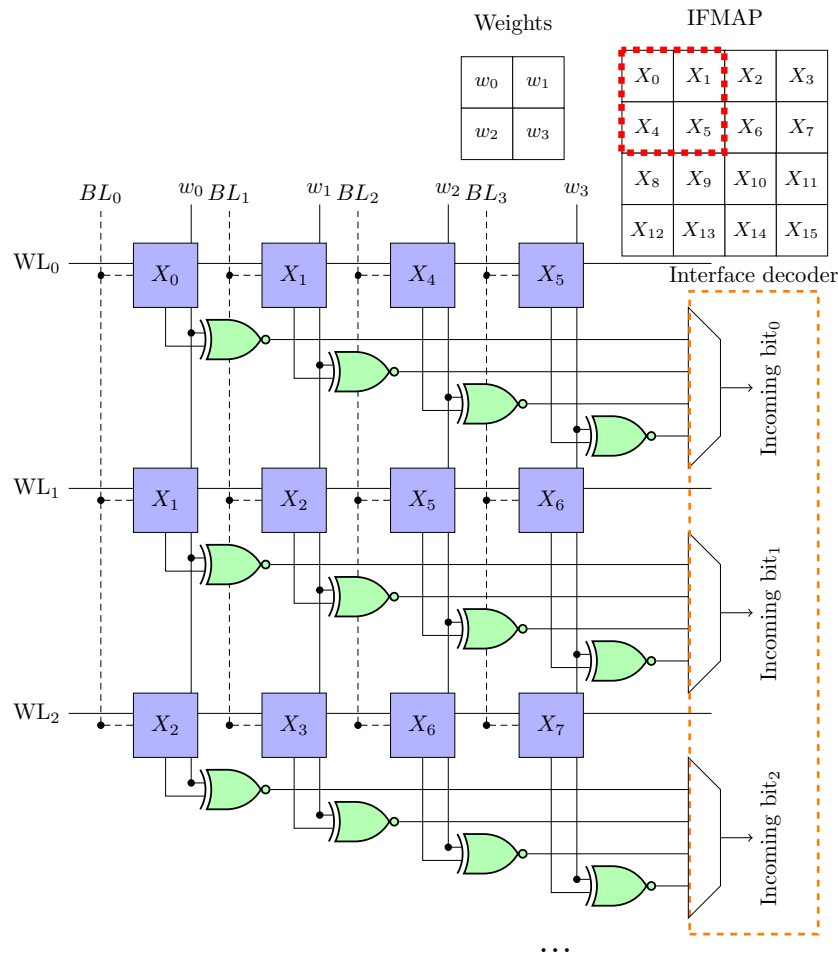 Weights
IFMAP
w₀ w₁
w₂ w₃
X₀ X₁ X₂ X₃
X₄ X₅ X₆ X₇
X₈ X₉ X₁₀ X₁₁
X₁₂ X₁₃ X₁₄ X₁₅
BL₀ w₀ BL₁ w₁ BL₂ w₂ BL₃ w₃
Interface decoder
WL₀ X₀ X₁ X₄ X₅
Incoming bit₀
WL₁ X₁ X₂ X₅ X₆
Incoming bit₁
WL₂ X₂ X₃ X₆ X₇
Incoming bit₂
...